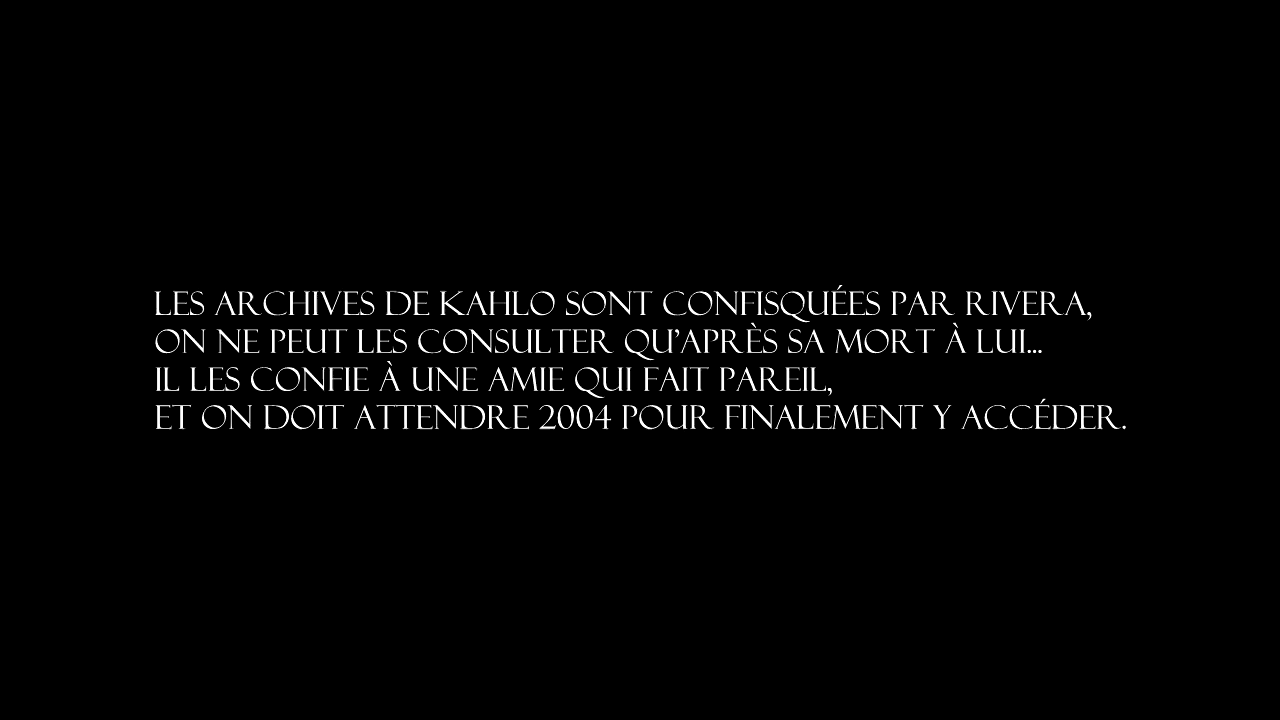 LES ARCHIVES DE KAHLO SONT CONFISQUÉES PAR RIVERA,
ON NE PEUT LES CONSULTER QU'APRÈS SA MORT À LUI...
IL LES CONFIE À UNE AMIE QUI FAIT PAREIL,
ET ON DOIT ATTENDRE 2004 POUR FINALEMENT Y ACCÉDER.